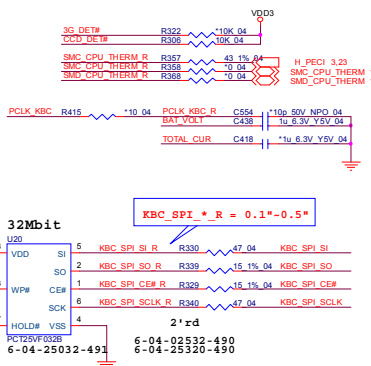 VDD3
3G_DET# R322 *10K_04
CCD_DET# R306 10K_04
SMC_CPU_THERM_R R357 43_1%_04 H_PECI 3,23
SMC_CPU_THERM_R R358 *0_04 SMC_CPU_THERM
SMD_CPU_THERM_R R368 *0_04 SMD_CPU_THERM
PCLK_KBC R415 *10_04 PCLK_KBC_R C554 *10p_50V_NPO_04
BAT_VOLT C438 1u_6.3V_Y5V_04
TOTAL_CUR C418 *1u_6.3V_Y5V_04
KBC_SPI_*_R = 0.1"~0.5"
32Mbit
U20
VDD SI 5 KBC_SPI_SI_R R330 47_04 KBC_SPI_SI
SO 2 KBC_SPI_SO_R R339 15_1%_04 KBC_SPI_SO
WP# CE# 1 KBC_SPI_CE#_R R329 15_1%_04 KBC_SPI_CE#
SCK 6 KBC_SPI_SCLK_R R340 47_04 KBC_SPI_SCLK
HOLD# VSS 4
2'rd
PCT25VF032B 6-04-02532-490
6-04-25032-491 6-04-25320-490